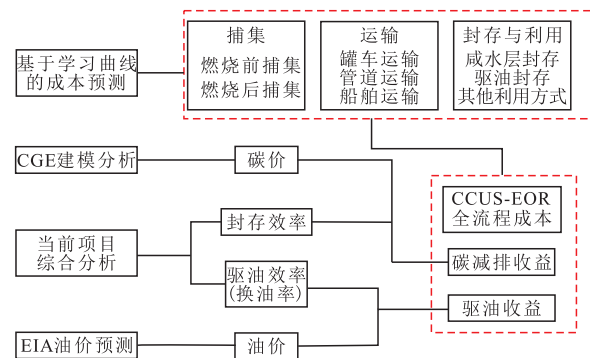 基于学习曲线
的成本预测
捕集
燃烧前捕集
燃烧后捕集
运输
罐车运输
管道运输
船舶运输
封存与利用
咸水层封存
驱油封存
其他利用方式
CGE建模分析
碳价
CCUS-EOR
全流程成本
封存效率
当前项目
综合分析
碳减排收益
驱油效率
(换油率)
驱油收益
EIA油价预测
油价